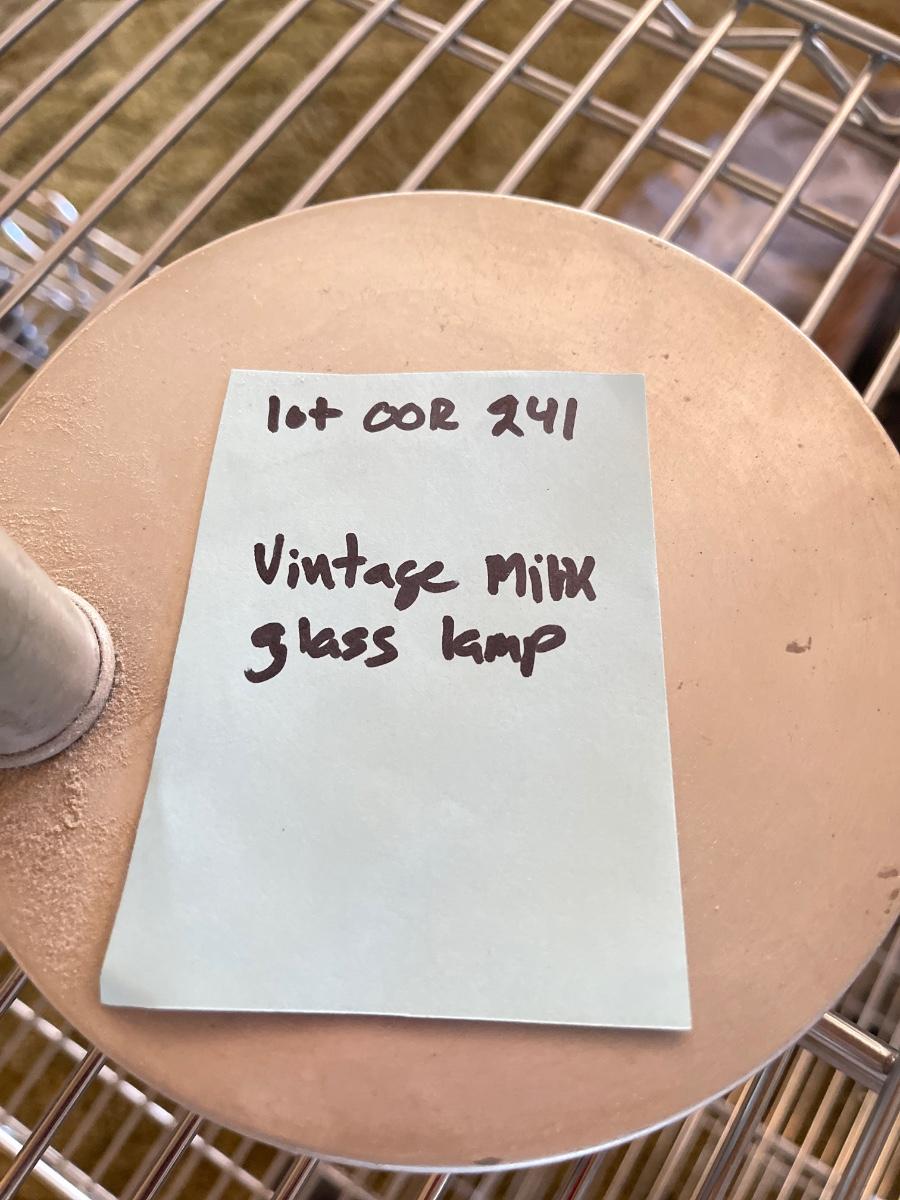 lot OOR 241
Vintage Milk
glass lamp